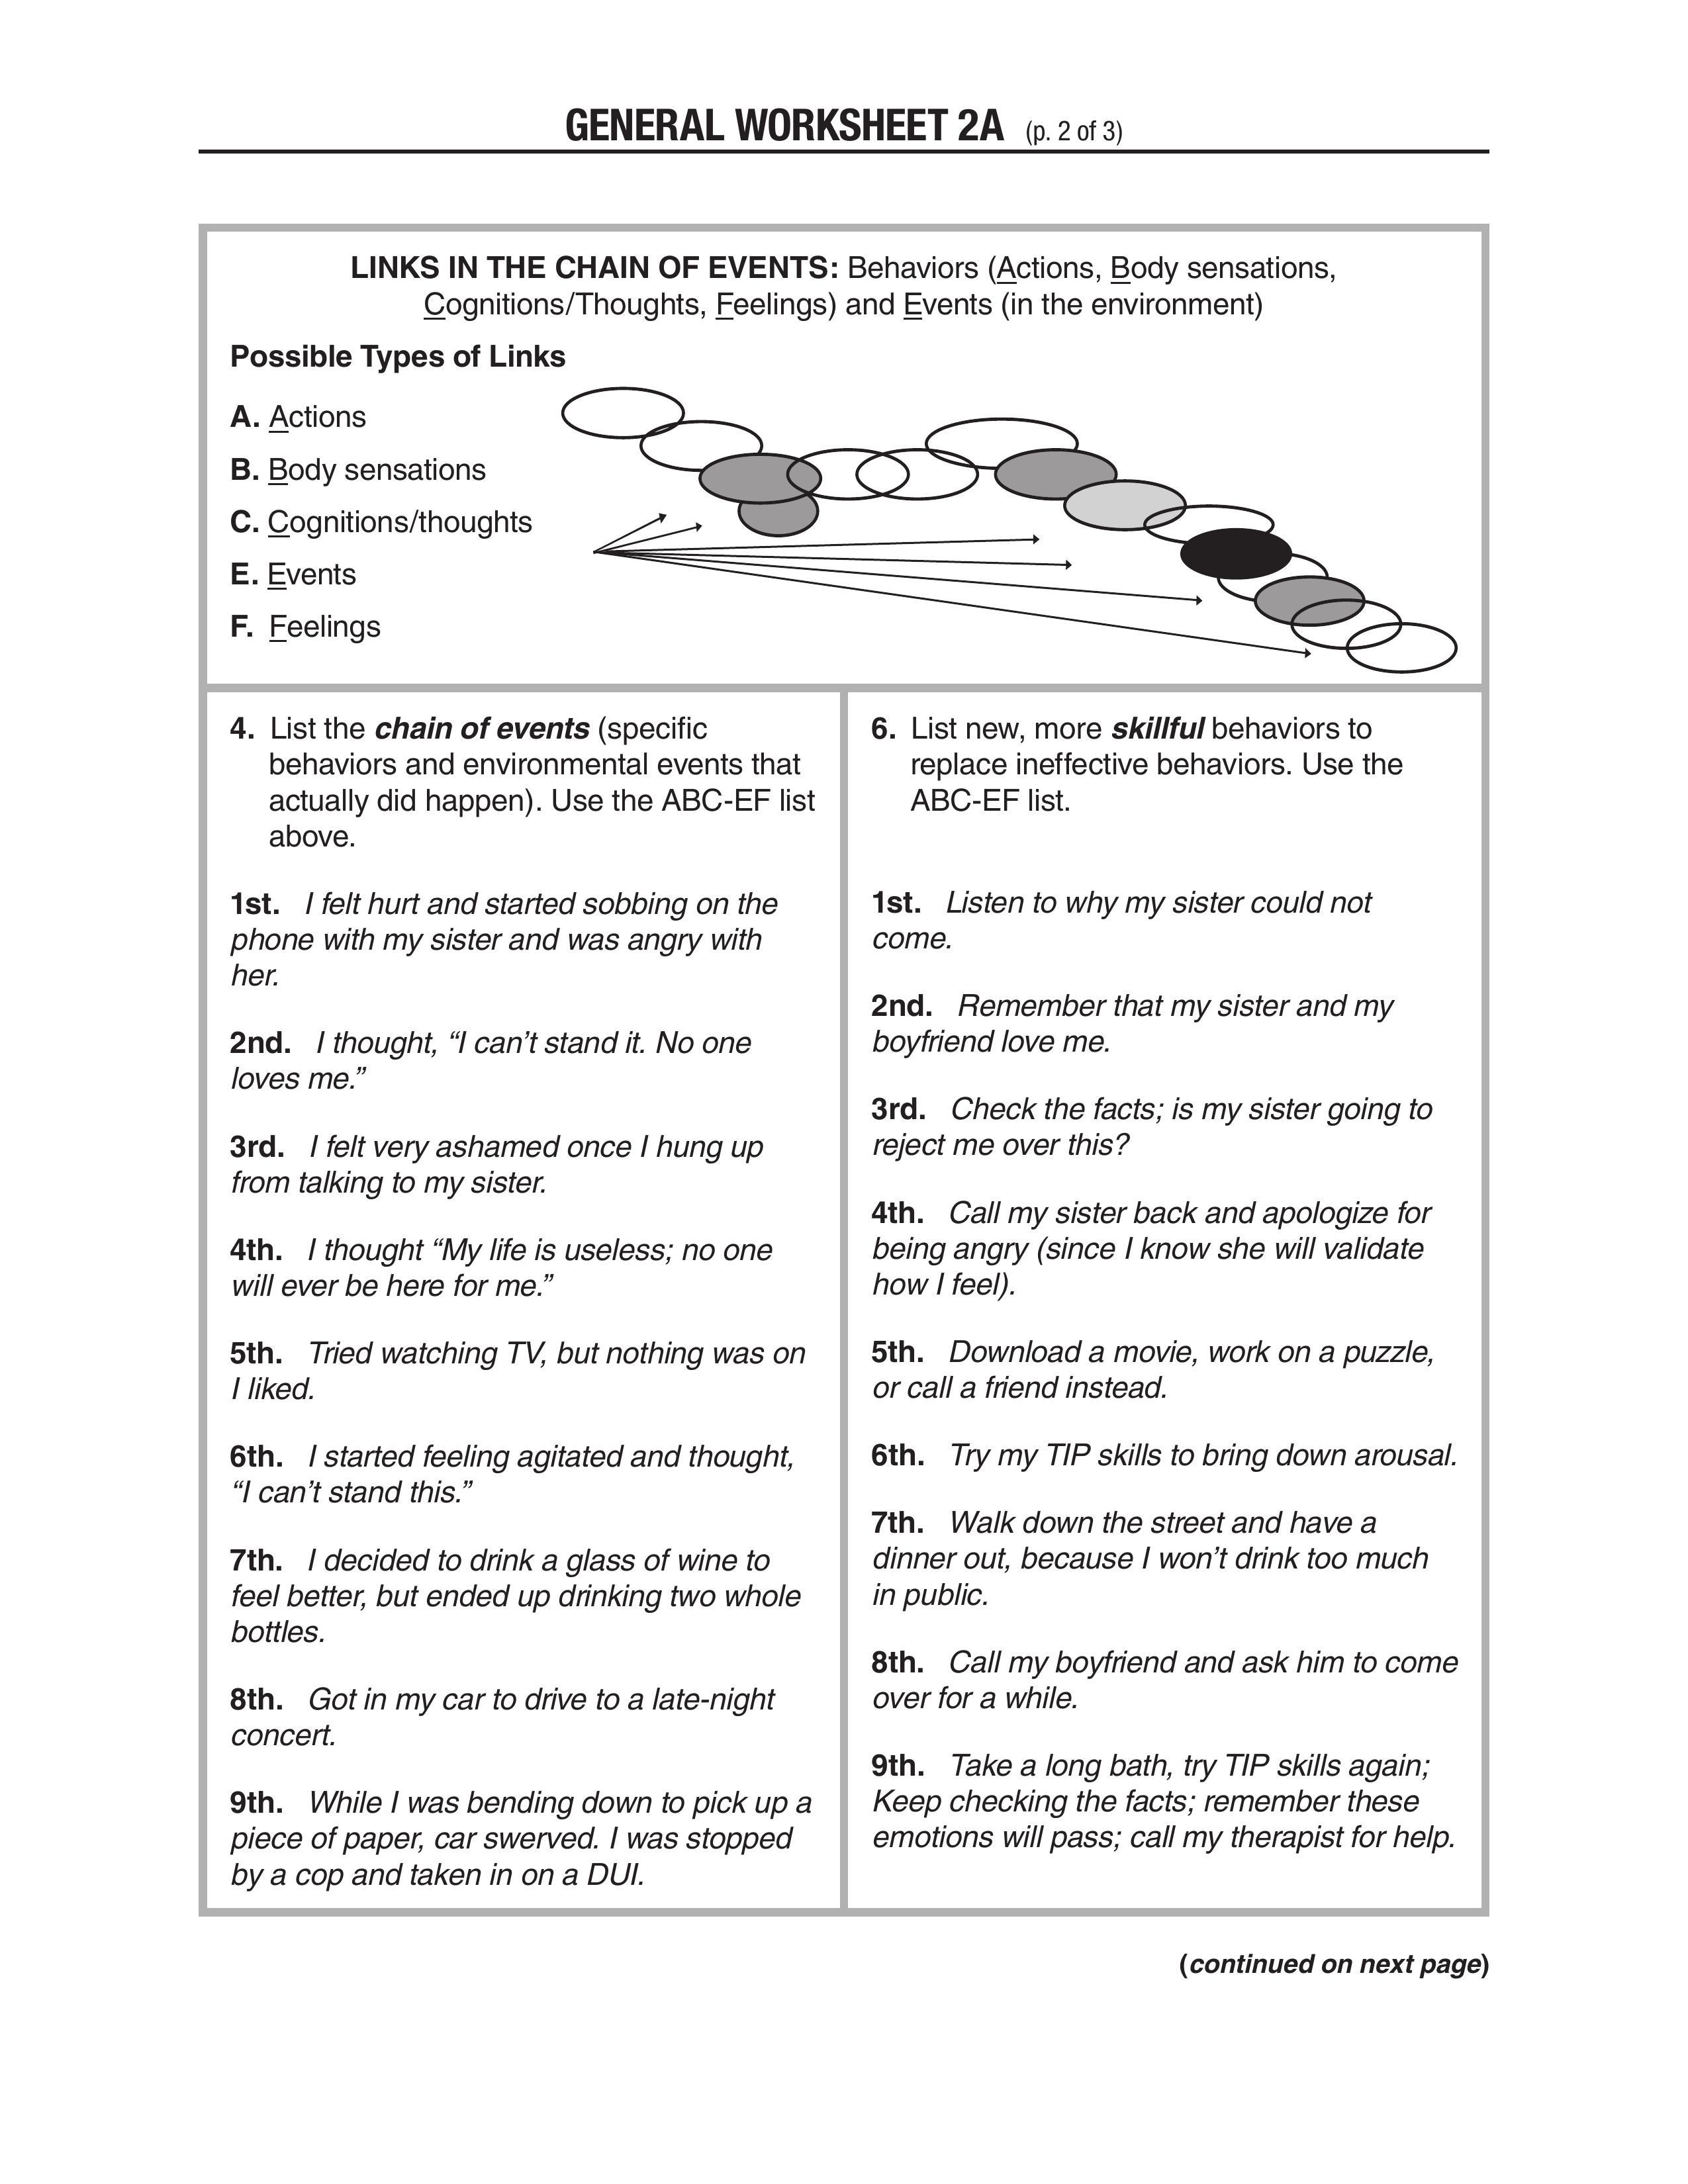 GENERAL WORKSHEET 2A (p. 2 of 3)
LINKS IN THE CHAIN OF EVENTS: Behaviors (Actions, Body sensations,
Cognitions/Thoughts, Feelings) and Events (in the environment)
Possible Types of Links
A. Actions
B. Body sensations
C. Cognitions/thoughts
E. Events
F. Feelings
4. List the chain of events (specific
behaviors and environmental events that
actually did happen). Use the ABC-EF list
above.
1st. I felt hurt and started sobbing on the
phone with my sister and was angry with
her.
2nd. I thought, “I can’t stand it. No one
loves me.”
3rd. I felt very ashamed once I hung up
from talking to my sister.
4th. I thought “My life is useless; no one
will ever be here for me.”
5th. Tried watching TV, but nothing was on
I liked.
6th. I started feeling agitated and thought,
“I can’t stand this.”
7th. I decided to drink a glass of wine to
feel better, but ended up drinking two whole
bottles.
8th. Got in my car to drive to a late-night
concert.
9th. While I was bending down to pick up a
piece of paper, car swerved. I was stopped
by a cop and taken in on a DUI.
6. List new, more skillful behaviors to
replace ineffective behaviors. Use the
ABC-EF list.
1st. Listen to why my sister could not
come.
2nd. Remember that my sister and my
boyfriend love me.
3rd. Check the facts; is my sister going to
reject me over this?
4th. Call my sister back and apologize for
being angry (since I know she will validate
how I feel).
5th. Download a movie, work on a puzzle,
or call a friend instead.
6th. Try my TIP skills to bring down arousal.
7th. Walk down the street and have a
dinner out, because I won’t drink too much
in public.
8th. Call my boyfriend and ask him to come
over for a while.
9th. Take a long bath, try TIP skills again;
Keep checking the facts; remember these
emotions will pass; call my therapist for help.
(continued on next page)